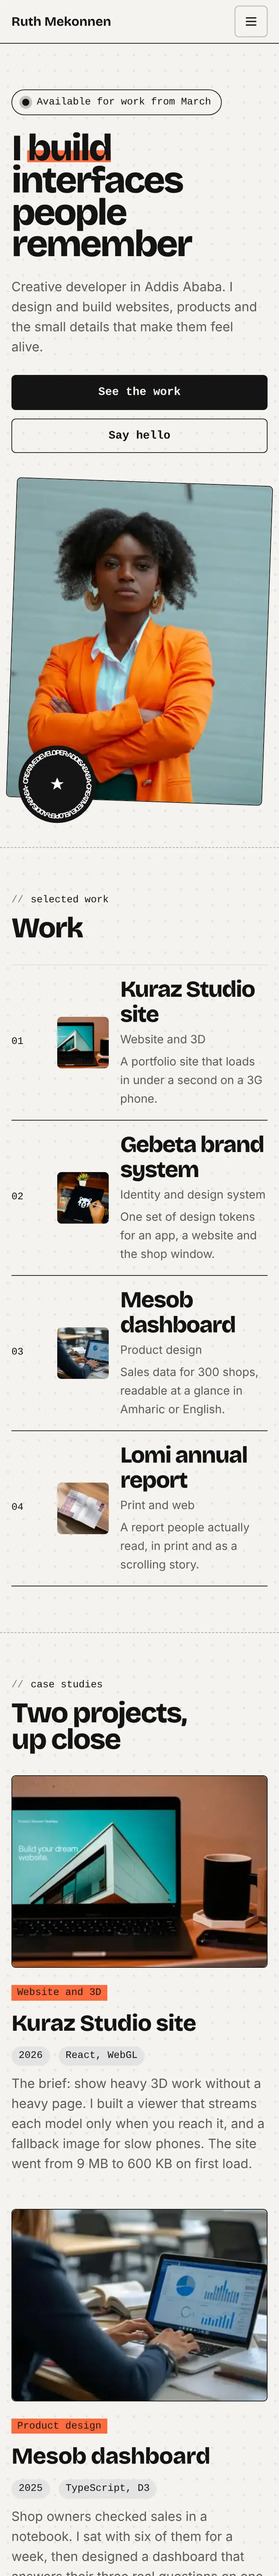 Ruth Mekonnen
Available for work from March
I build
interfaces
people
remember
Creative developer in Addis Ababa. I
design and build websites, products and
the small details that make them feel
alive.
See the work
Say hello
// selected work
Work
01
Kuraz Studio
site
Website and 3D
A portfolio site that loads
in under a second on a 3G
phone.
02
Gebeta brand
system
Identity and design system
One set of design tokens
for an app, a website and
the shop window.
03
Mesob
dashboard
Product design
Sales data for 300 shops,
readable at a glance in
Amharic or English.
04
Lomi annual
report
Print and web
A report people actually
read, in print and as a
scrolling story.
// case studies
Two projects,
up close
Build your dream
website.
Website and 3D
Kuraz Studio site
2026 React, WebGL
The brief: show heavy 3D work without a
heavy page. I built a viewer that streams
each model only when you reach it, and a
fallback image for slow phones. The site
went from 9 MB to 600 KB on first load.
Product design
Mesob dashboard
2025 TypeScript, D3
Shop owners checked sales in a
notebook. I sat with six of them for a
week, then designed a dashboard that